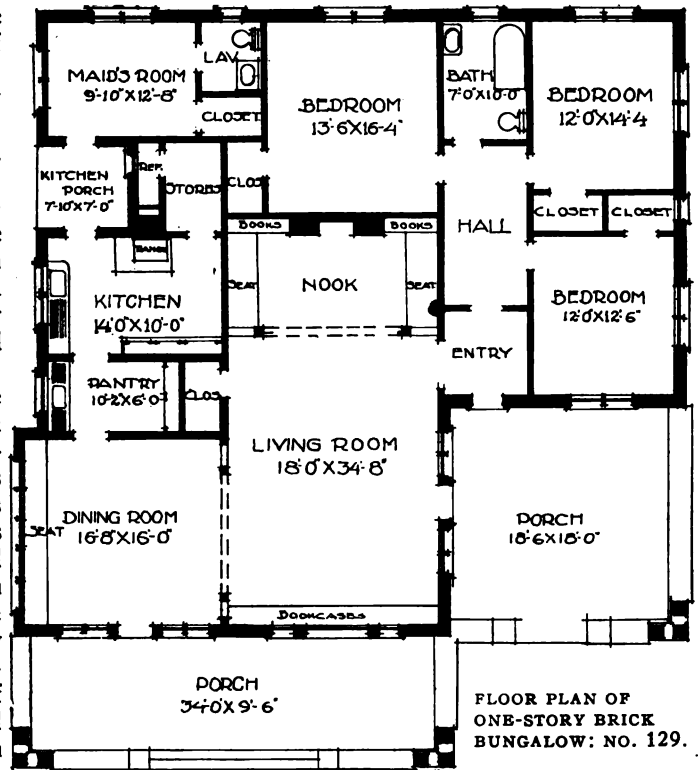 MAID'S ROOM
9'-10"X12'-8"
LAV.
CLOSET
BEDROOM
13'-6"X16'-4"
BATH
7'-0"X10'-0"
BEDROOM
12'-0"X14'-4
KITCHEN
PORCH
7'-10"X7'-0"
REF.
STORES
CLOS
CLOSET
CLOSET
HALL
BOOKS
BOOKS
RANGE
SEAT
NOOK
SEAT
KITCHEN
14'-0"X10'-0"
BEDROOM
12'-0"X12'-6"
ENTRY
PANTRY
10'-2"X6'-0"
CLOS
LIVING ROOM
18'-0"X34'-8"
DINING ROOM
16'-8"X16'-0"
SEAT
PORCH
18'-6"X18'-0"
BOOKCASES
PORCH
34'-0"X9'-6"
FLOOR PLAN OF
ONE-STORY BRICK
BUNGALOW: NO. 129.